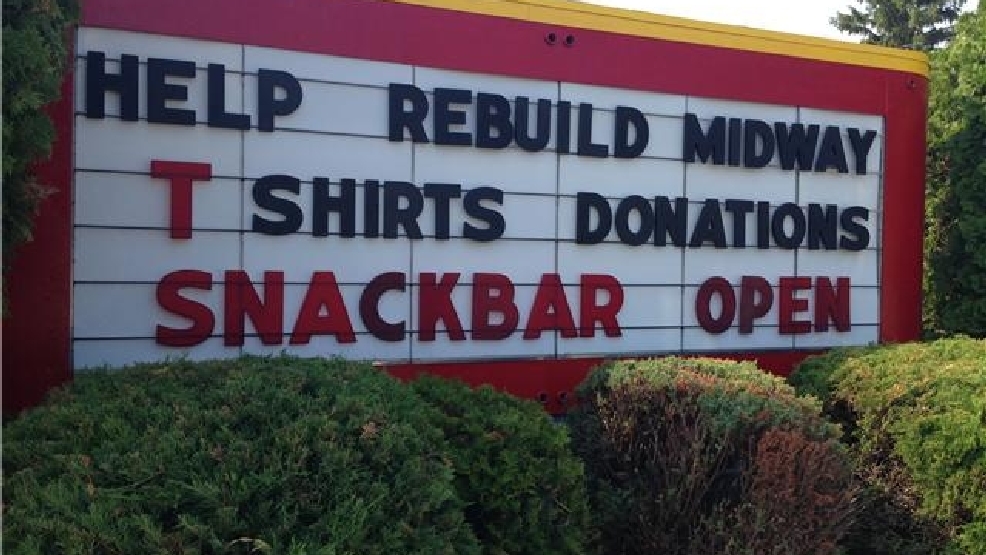 HELP REBUILD MIDWAY
T SHIRTS DONATIONS
SNACKBAR OPEN